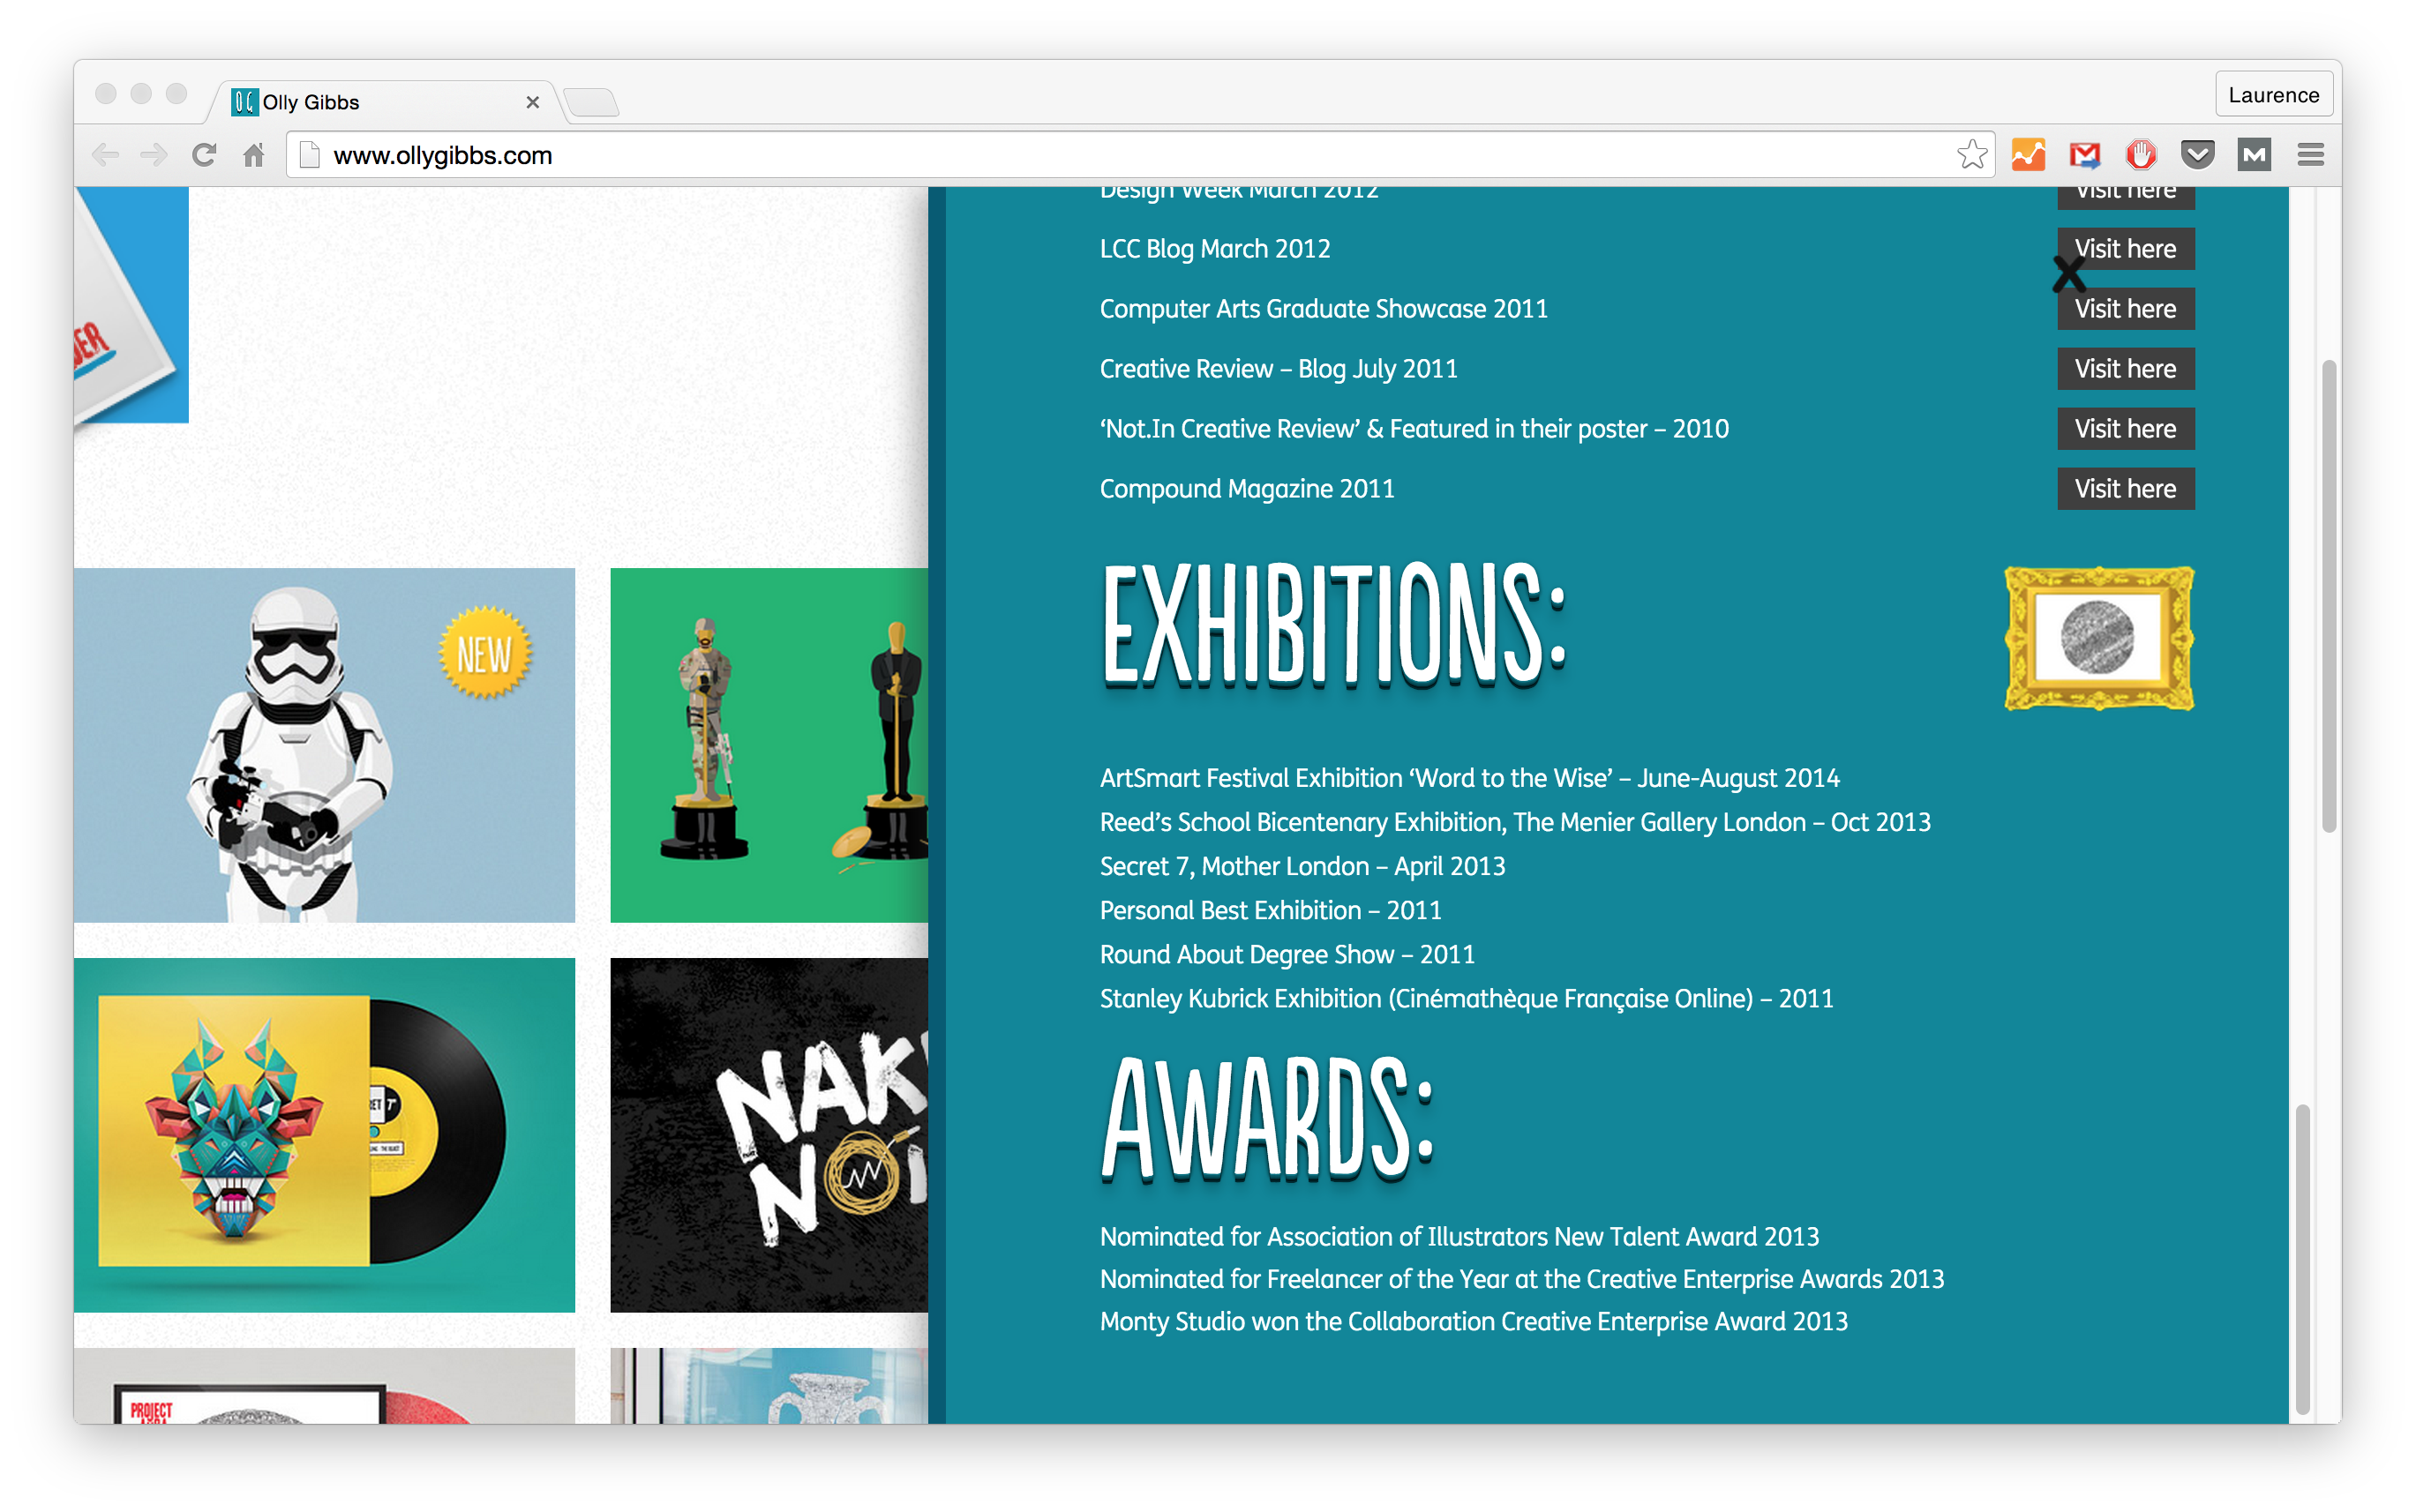 Olly Gibbs
Laurence
www.ollygibbs.com
Design Week March 2012
Visit here
LCC Blog March 2012
Visit here
X
Computer Arts Graduate Showcase 2011
Visit here
Creative Review – Blog July 2011
Visit here
‘Not.In Creative Review’ & Featured in their poster – 2010
Visit here
Compound Magazine 2011
Visit here
EXHIBITIONS:
NEW
ArtSmart Festival Exhibition ‘Word to the Wise’ – June-August 2014
Reed’s School Bicentenary Exhibition, The Menier Gallery London – Oct 2013
Secret 7, Mother London – April 2013
Personal Best Exhibition – 2011
Round About Degree Show – 2011
Stanley Kubrick Exhibition (Cinémathèque Française Online) – 2011
AWARDS:
Nominated for Association of Illustrators New Talent Award 2013
Nominated for Freelancer of the Year at the Creative Enterprise Awards 2013
Monty Studio won the Collaboration Creative Enterprise Award 2013
NAK
NOI
PROJECT